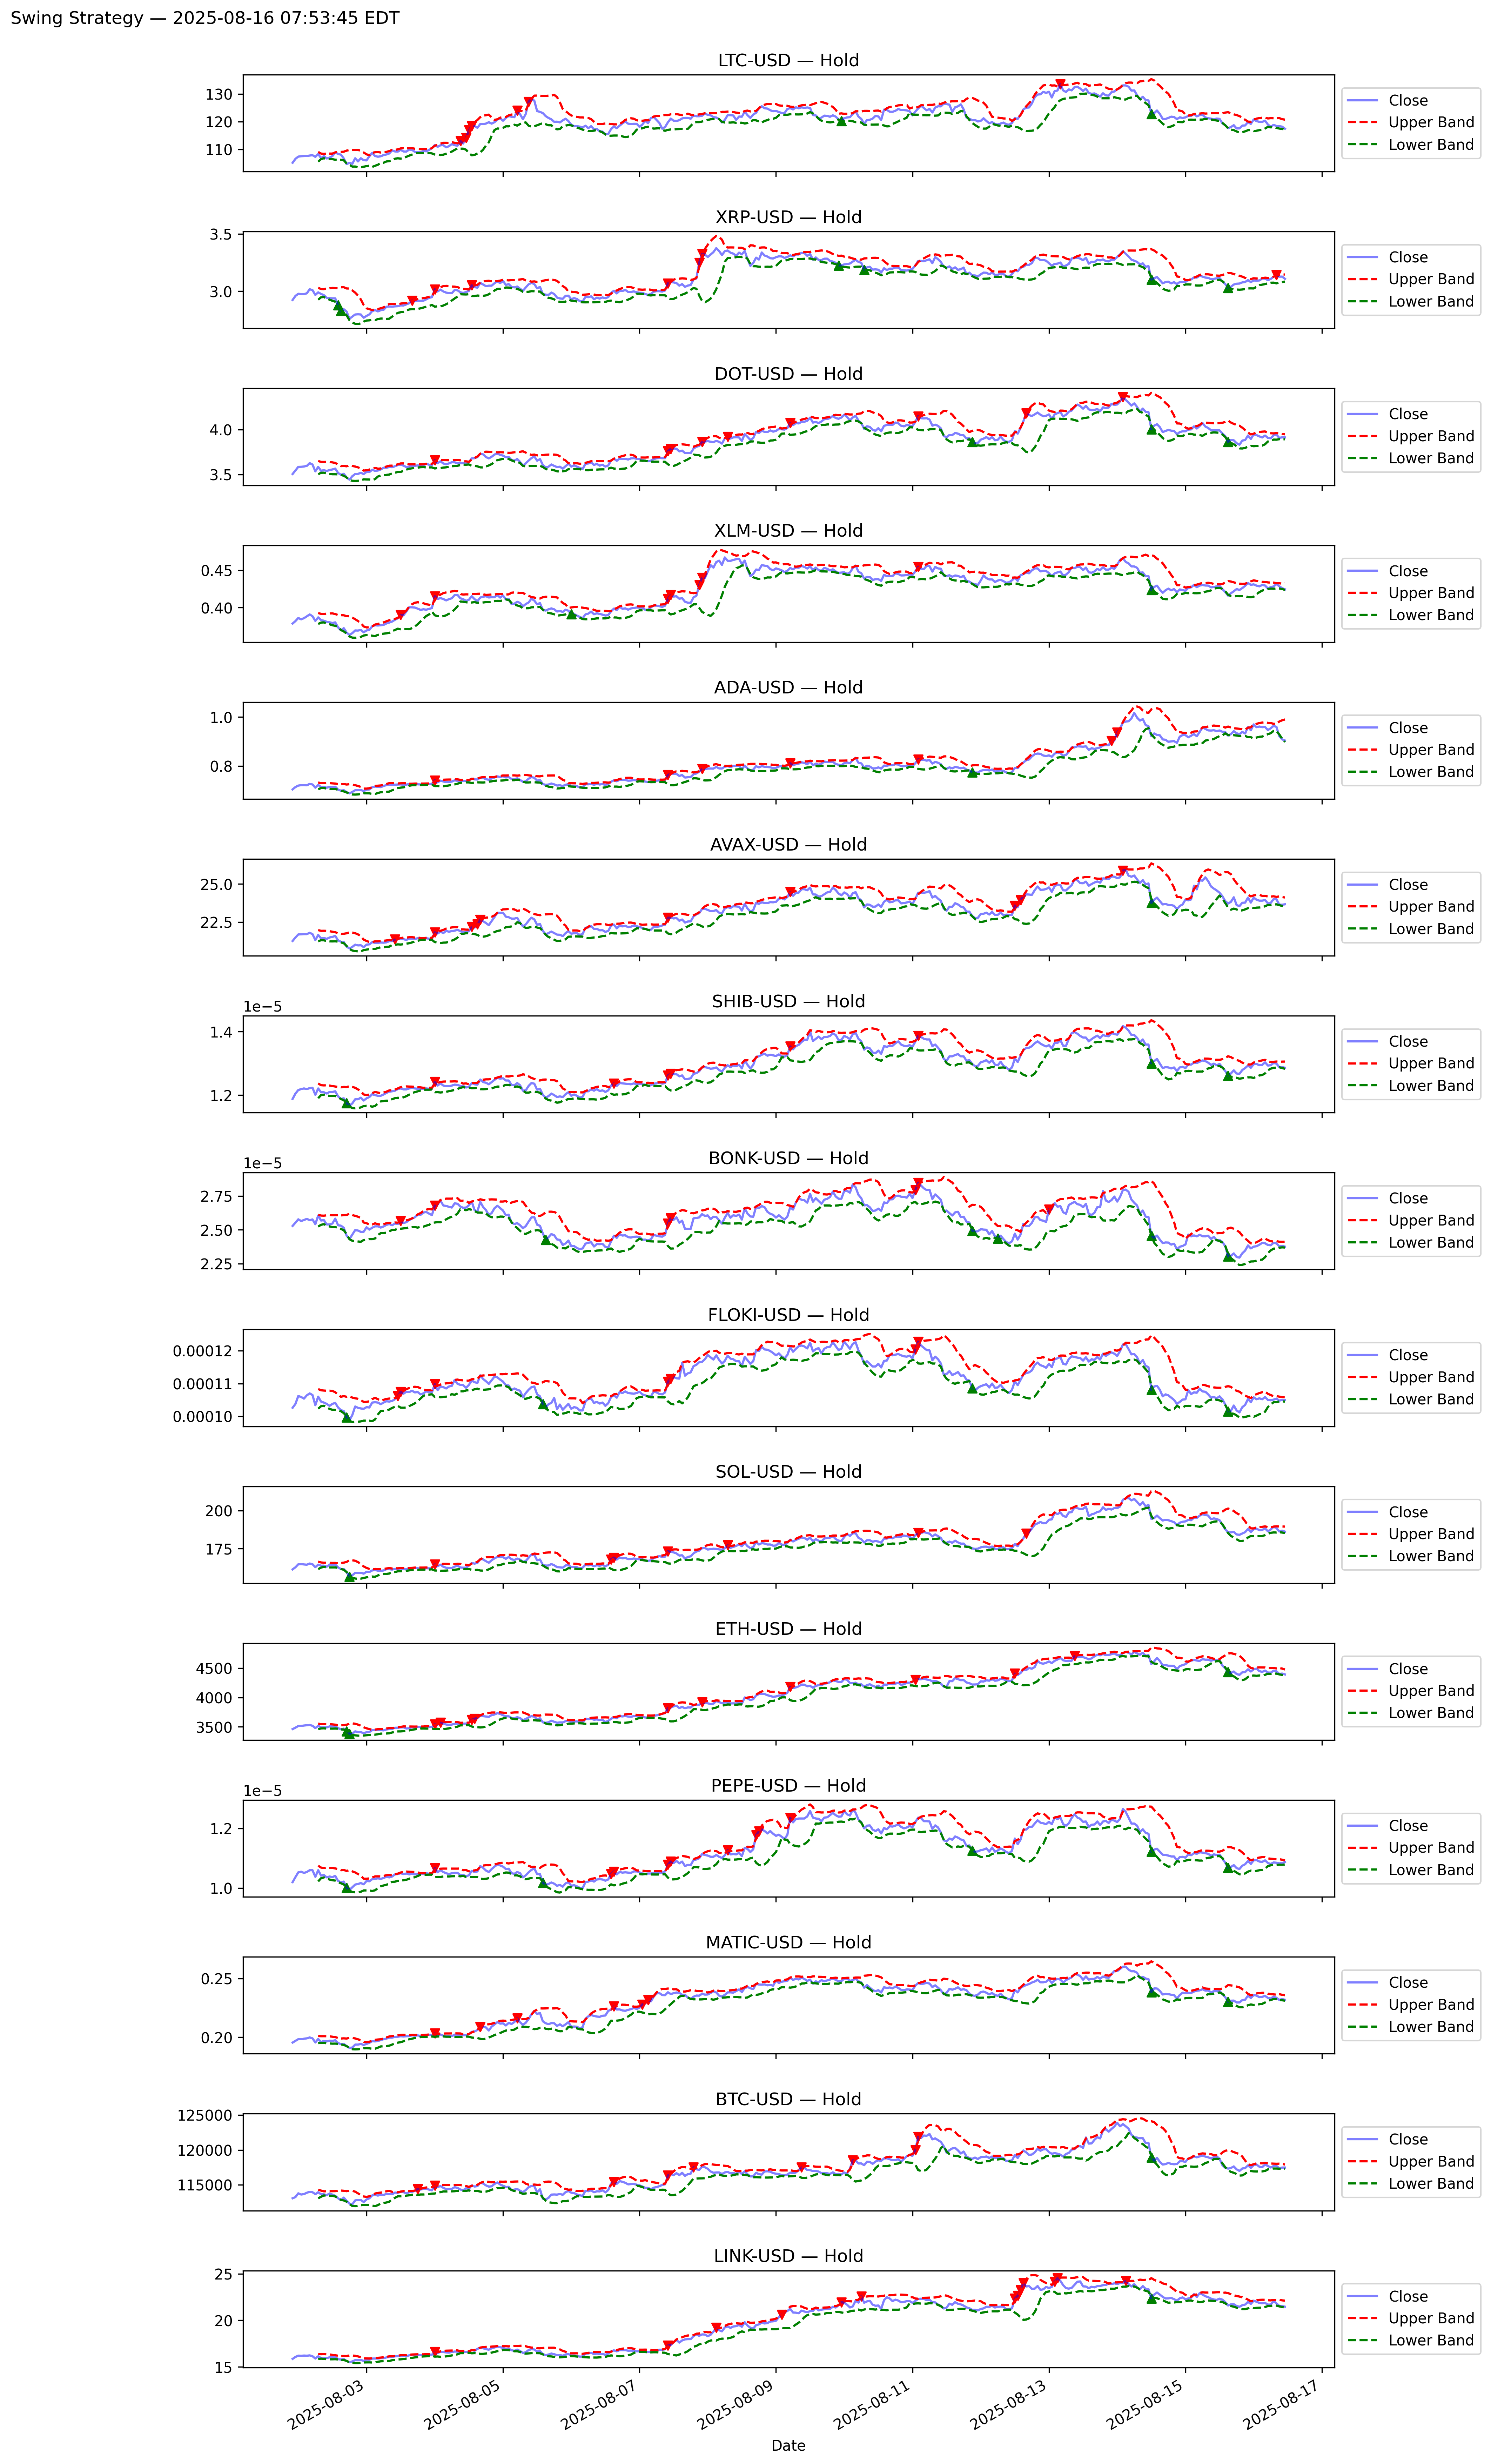 Swing Strategy — 2025-08-16 07:53:45 EDT
LTC-USD — Hold
130
120
110
Close
Upper Band
Lower Band
XRP-USD — Hold
3.5
3.0
Close
Upper Band
Lower Band
DOT-USD — Hold
4.0
3.5
Close
Upper Band
Lower Band
XLM-USD — Hold
0.45
0.40
Close
Upper Band
Lower Band
ADA-USD — Hold
1.0
0.8
Close
Upper Band
Lower Band
AVAX-USD — Hold
25.0
22.5
Close
Upper Band
Lower Band
SHIB-USD — Hold
1e−5
1.4
1.2
Close
Upper Band
Lower Band
BONK-USD — Hold
1e−5
2.75
2.50
2.25
Close
Upper Band
Lower Band
FLOKI-USD — Hold
0.00012
0.00011
0.00010
Close
Upper Band
Lower Band
SOL-USD — Hold
200
175
Close
Upper Band
Lower Band
ETH-USD — Hold
4500
4000
3500
Close
Upper Band
Lower Band
PEPE-USD — Hold
1e−5
1.2
1.0
Close
Upper Band
Lower Band
MATIC-USD — Hold
0.25
0.20
Close
Upper Band
Lower Band
BTC-USD — Hold
125000
120000
115000
Close
Upper Band
Lower Band
LINK-USD — Hold
25
20
15
Close
Upper Band
Lower Band
2025-08-03
2025-08-05
2025-08-07
2025-08-09
2025-08-11
2025-08-13
2025-08-15
2025-08-17
Date